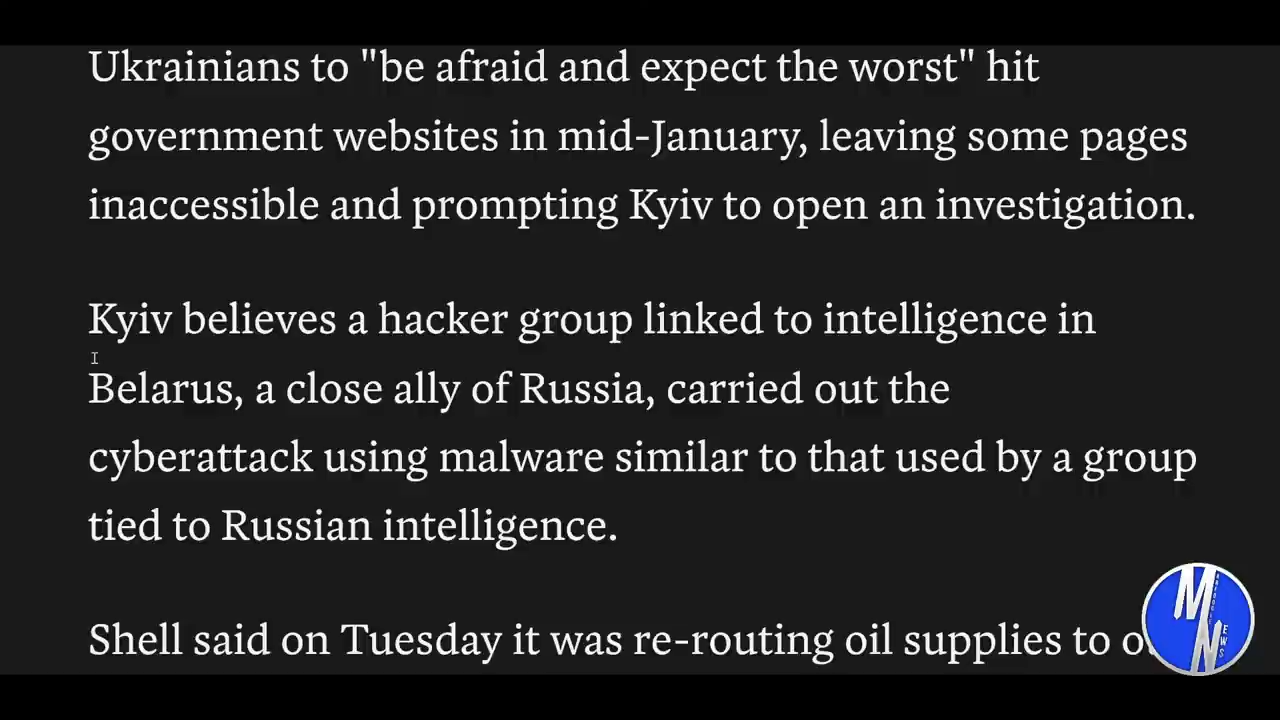 Ukrainians to "be afraid and expect the worst" hit
government websites in mid-January, leaving some pages
inaccessible and prompting Kyiv to open an investigation.
Kyiv believes a hacker group linked to intelligence in
Belarus, a close ally of Russia, carried out the
cyberattack using malware similar to that used by a group
tied to Russian intelligence.
Shell said on Tuesday it was re-routing oil supplies to